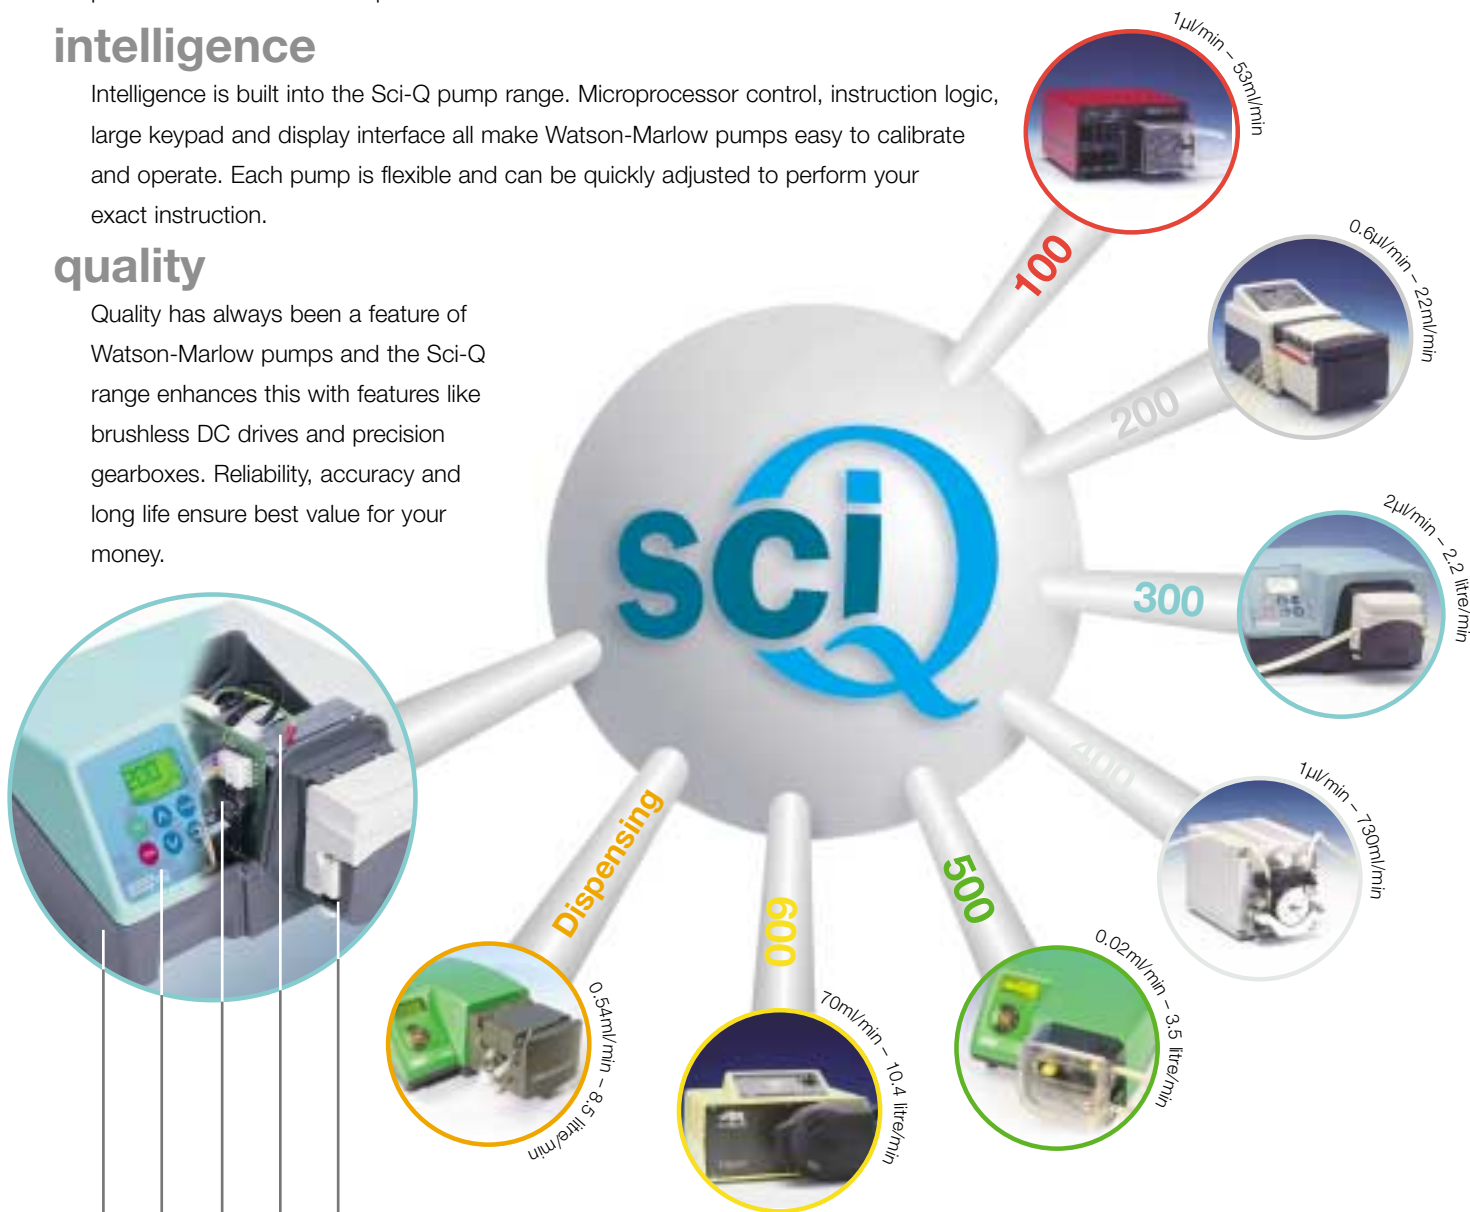 intelligence
Intelligence is built into the Sci-Q pump range. Microprocessor control, instruction logic,
large keypad and display interface all make Watson-Marlow pumps easy to calibrate
and operate. Each pump is flexible and can be quickly adjusted to perform your
exact instruction.
quality
Quality has always been a feature of
Watson-Marlow pumps and the Sci-Q
range enhances this with features like
brushless DC drives and precision
gearboxes. Reliability, accuracy and
long life ensure best value for your
money.
sciQ
100
1µl/min – 53ml/min
200
0.6µl/min – 22ml/min
300
2µl/min – 2.2 litre/min
400
1µl/min – 730ml/min
500
0.02ml/min – 3.5 litre/min
600
70ml/min – 10.4 litre/min
Dispensing
0.54ml/min – 8.5 litre/min